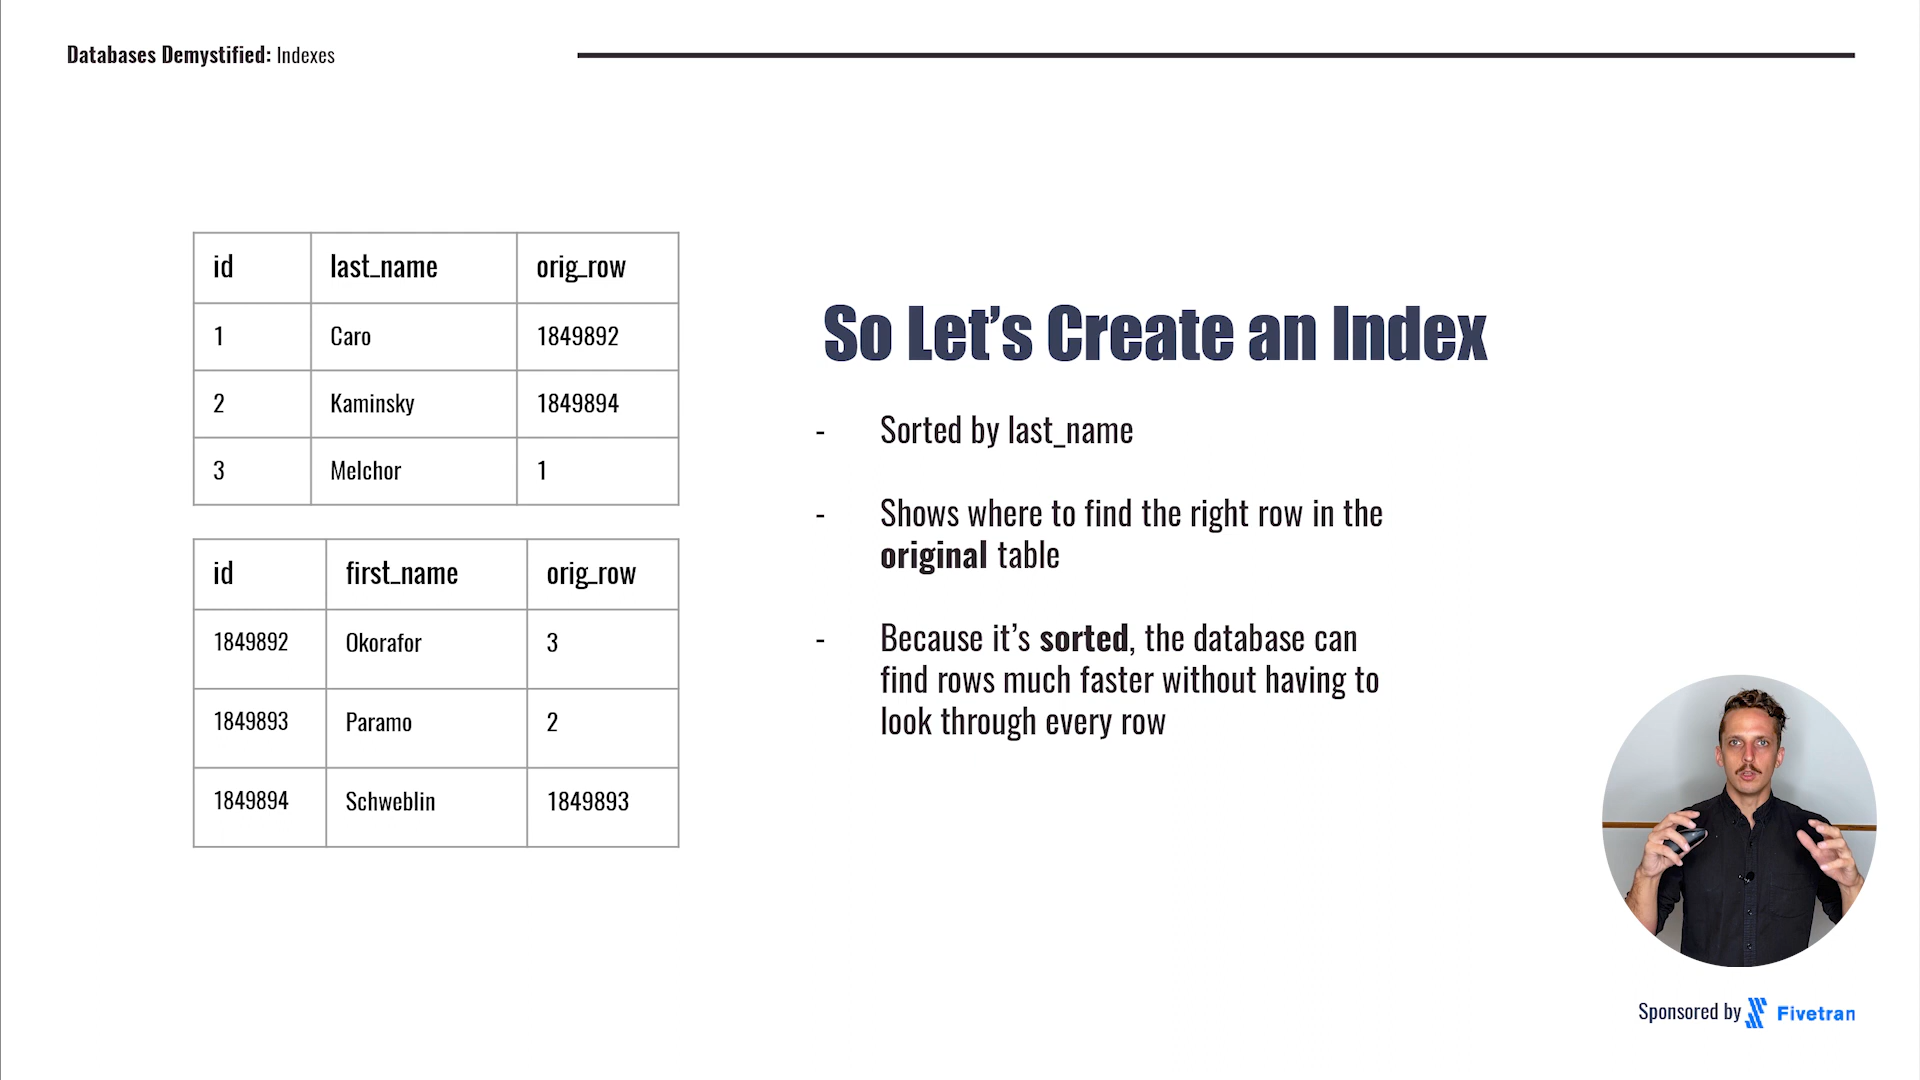 Databases Demystified: Indexes
id last_name orig_row
1 Caro 1849892
2 Kaminsky 1849894
3 Melchor 1
id first_name orig_row
1849892 Okorafor 3
1849893 Paramo 2
1849894 Schweblin 1849893
So Let’s Create an Index
- Sorted by last_name
- Shows where to find the right row in the
original table
- Because it’s sorted, the database can
find rows much faster without having to
look through every row
Sponsored by Fivetran